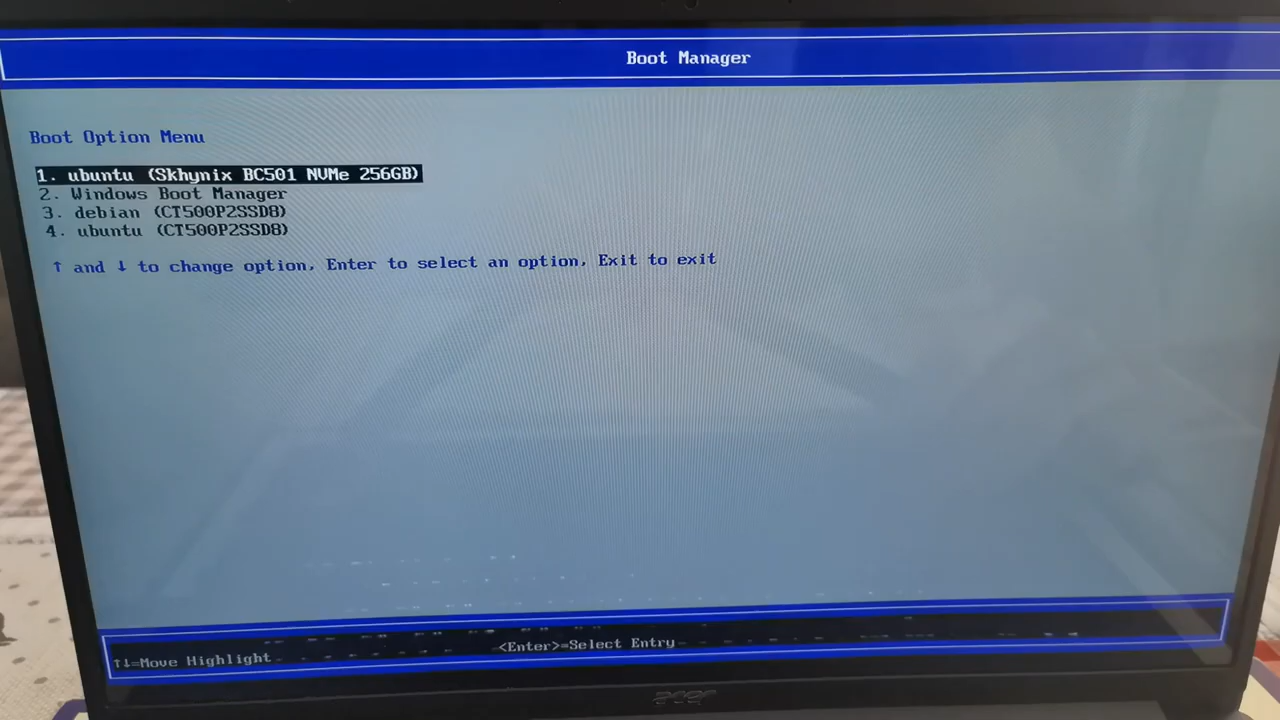 Boot Manager
Boot Option Menu
1. ubuntu (Skhynix BC501 NVMe 256GB)
2. Windows Boot Manager
3. debian (CT500P2SSD8)
4. ubuntu (CT500P2SSD8)
↑ and ↓ to change option, Enter to select an option, Exit to exit
↑↓=Move Highlight <Enter>=Select Entry
acer